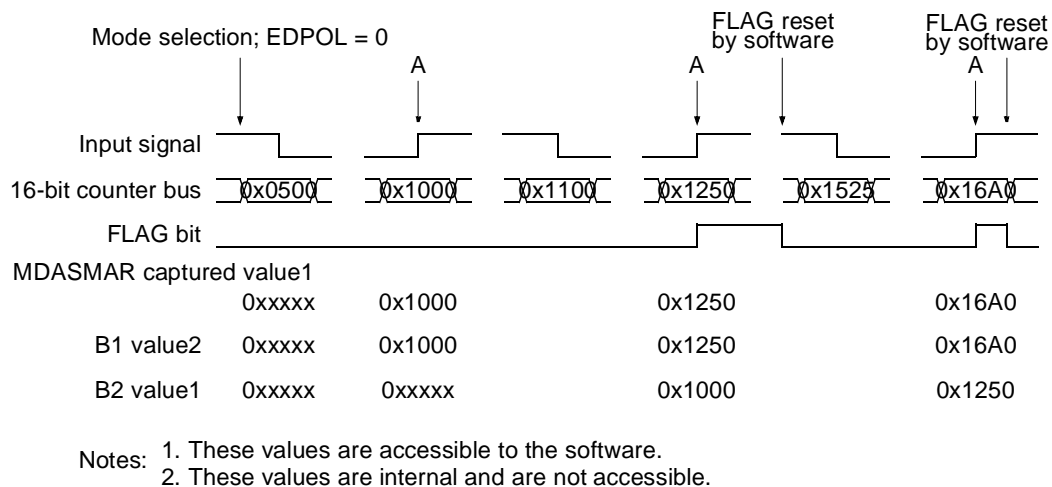 Mode selection; EDPOL = 0
FLAG reset
by software
FLAG reset
by software
A
A
A
Input signal
16-bit counter bus 0x0500 0x1000 0x1100 0x1250 0x1525 0x16A0
FLAG bit
MDASMAR captured value1
0xxxxx 0x1000 0x1250 0x16A0
B1 value2 0xxxxx 0x1000 0x1250 0x16A0
B2 value1 0xxxxx 0xxxxx 0x1000 0x1250
Notes: 1. These values are accessible to the software.
2. These values are internal and are not accessible.